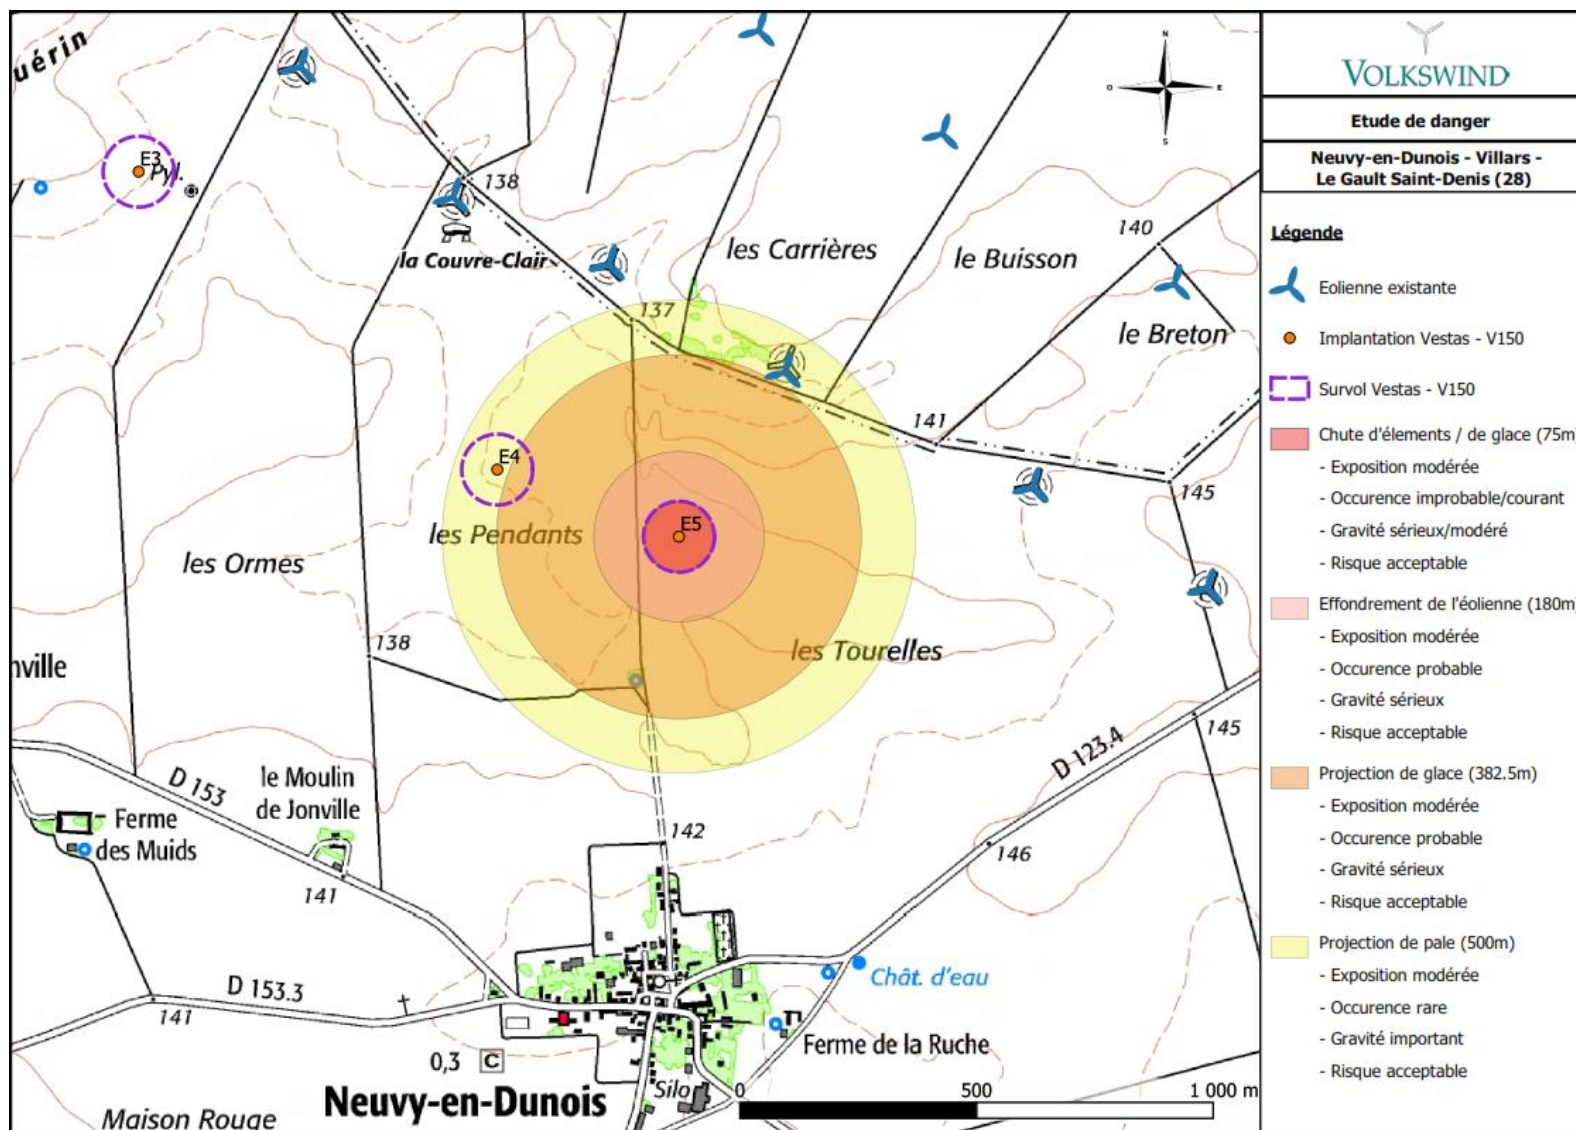 uérin
E3
Pyl.
138
la Couvre-Clair
les Carrières
le Buisson
140
le Breton
137
141
145
E4
E5
les Pendants
les Ormes
les Tourelles
138
nville
145
D 123.4
D 153
le Moulin
de Jonville
Ferme
des Muids
142
146
141
D 153.3
141
Chât. d'eau
Ferme de la Ruche
0,3 C
Neuvy-en-Dunois
Silo
Maison Rouge
0 500 1 000 m
N
O E
S
VOLKSWIND
Etude de danger
Neuvy-en-Dunois - Villars -
Le Gault Saint-Denis (28)
Légende
Eolienne existante
Implantation Vestas - V150
Survol Vestas - V150
Chute d'élements / de glace (75m)
- Exposition modérée
- Occurence improbable/courant
- Gravité sérieux/modéré
- Risque acceptable
Effondrement de l'éolienne (180m)
- Exposition modérée
- Occurence probable
- Gravité sérieux
- Risque acceptable
Projection de glace (382.5m)
- Exposition modérée
- Occurence probable
- Gravité sérieux
- Risque acceptable
Projection de pale (500m)
- Exposition modérée
- Occurence rare
- Gravité important
- Risque acceptable